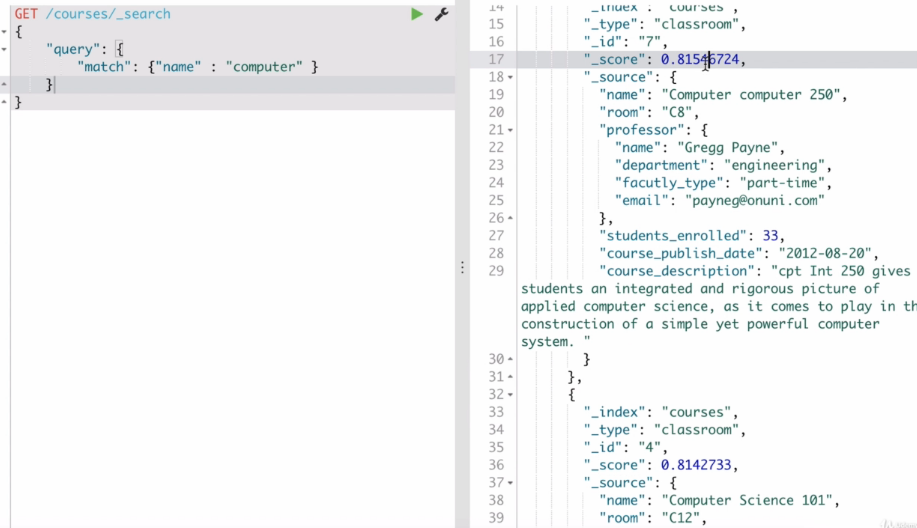 GET /courses/_search
{
"query": {
"match": {"name" : "computer" }
}
}
14 "_index": "courses",
15 "_type": "classroom",
16 "_id": "7",
17 "_score": 0.81546724,
18 "_source": {
19 "name": "Computer computer 250",
20 "room": "C8",
21 "professor": {
22 "name": "Gregg Payne",
23 "department": "engineering",
24 "facutly_type": "part-time",
25 "email": "payneg@onuni.com"
26 },
27 "students_enrolled": 33,
28 "course_publish_date": "2012-08-20",
29 "course_description": "cpt Int 250 gives
students an integrated and rigorous picture of
applied computer science, as it comes to play in th
construction of a simple yet powerful computer
system. "
30 }
31 },
32 {
33 "_index": "courses",
34 "_type": "classroom",
35 "_id": "4",
36 "_score": 0.8142733,
37 "_source": {
38 "name": "Computer Science 101",
39 "room": "C12",